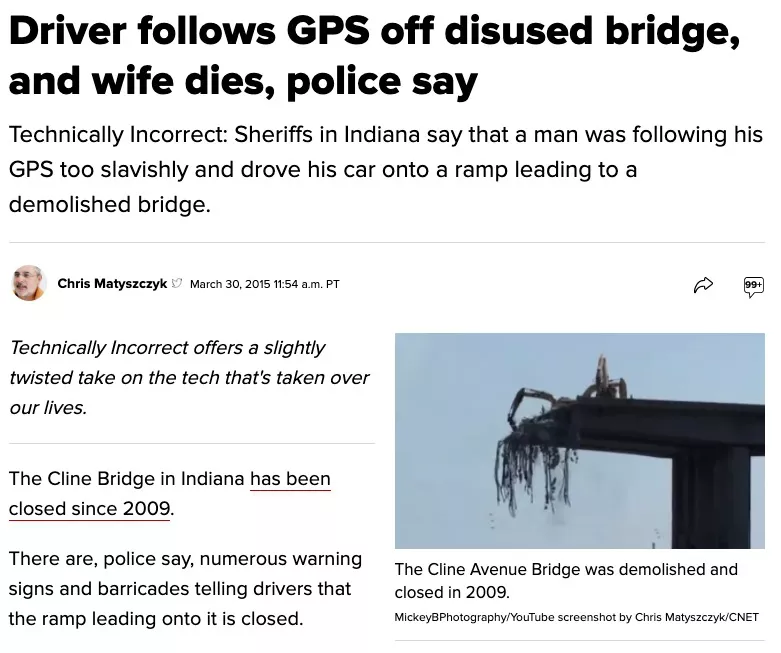 Driver follows GPS off disused bridge,
and wife dies, police say
Technically Incorrect: Sheriffs in Indiana say that a man was following his
GPS too slavishly and drove his car onto a ramp leading to a
demolished bridge.
Chris Matyszczyk March 30, 2015 11:54 a.m. PT
99+
Technically Incorrect offers a slightly
twisted take on the tech that's taken over
our lives.
The Cline Bridge in Indiana has been
closed since 2009.
There are, police say, numerous warning
signs and barricades telling drivers that
the ramp leading onto it is closed.
The Cline Avenue Bridge was demolished and
closed in 2009.
MickeyBPhotography/YouTube screenshot by Chris Matyszczyk/CNET